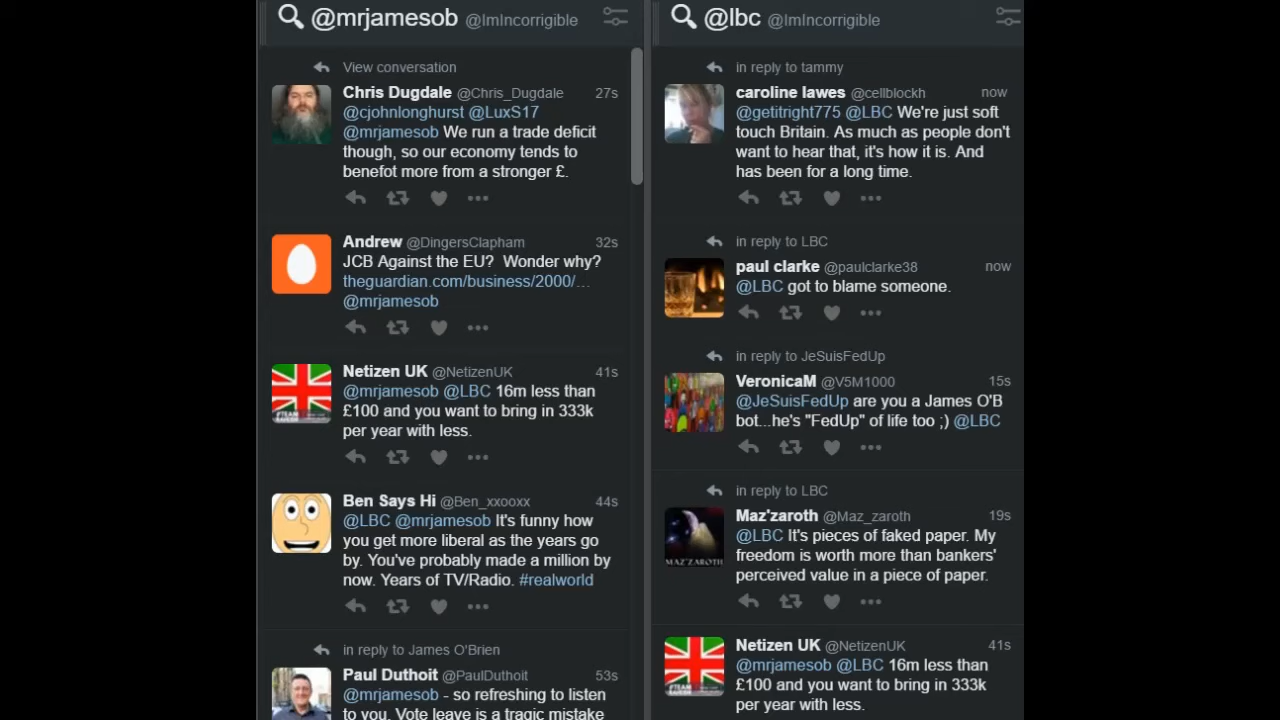 @mrjamesob @ImIncorrigible
View conversation
Chris Dugdale @Chris_Dugdale 27s
@cjohnlonghurst @LuxS17
@mrjamesob We run a trade deficit
though, so our economy tends to
benefot more from a stronger £.
Andrew @DingersClapham 32s
JCB Against the EU? Wonder why?
theguardian.com/business/2000/...
@mrjamesob
Netizen UK @NetizenUK 41s
@mrjamesob @LBC 16m less than
£100 and you want to bring in 333k
per year with less.
Ben Says Hi @Ben_xxooxx 44s
@LBC @mrjamesob It's funny how
you get more liberal as the years go
by. You've probably made a million by
now. Years of TV/Radio. #realworld
in reply to James O'Brien
Paul Duthoit @PaulDuthoit 53s
@mrjamesob - so refreshing to listen
to you. Vote leave is a tragic mistake
@lbc @ImIncorrigible
in reply to tammy
caroline lawes @cellblockh now
@getitright775 @LBC We're just soft
touch Britain. As much as people don't
want to hear that, it's how it is. And
has been for a long time.
in reply to LBC
paul clarke @paulclarke38 now
@LBC got to blame someone.
in reply to JeSuisFedUp
VeronicaM @V5M1000 15s
@JeSuisFedUp are you a James O'B
bot...he's "FedUp" of life too ;) @LBC
in reply to LBC
Maz'zaroth @Maz_zaroth 19s
@LBC It's pieces of faked paper. My
freedom is worth more than bankers'
perceived value in a piece of paper.
MAZ'ZAROTH
Netizen UK @NetizenUK 41s
@mrjamesob @LBC 16m less than
£100 and you want to bring in 333k
per year with less.